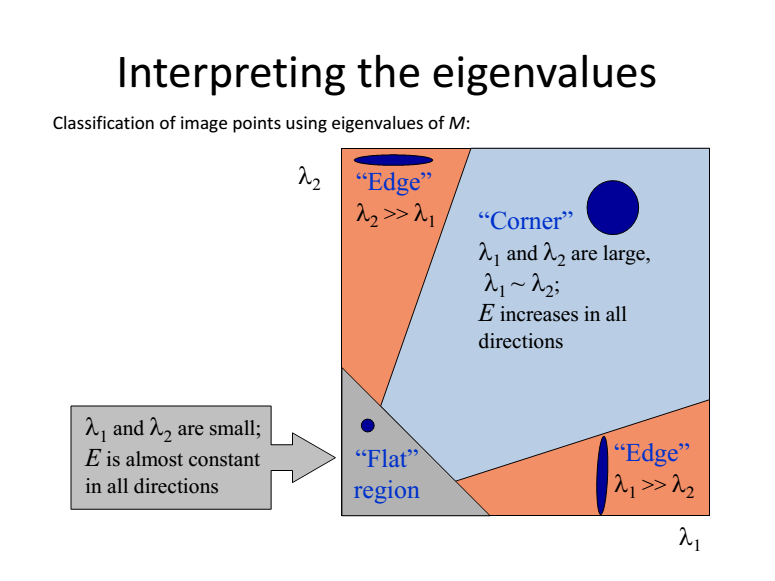 Interpreting the eigenvalues
Classification of image points using eigenvalues of M:
λ₂
“Edge”
λ₂ >> λ₁
“Corner”
λ₁ and λ₂ are large,
λ₁ ~ λ₂;
E increases in all
directions
λ₁ and λ₂ are small;
E is almost constant
in all directions
“Flat”
region
“Edge”
λ₁ >> λ₂
λ₁